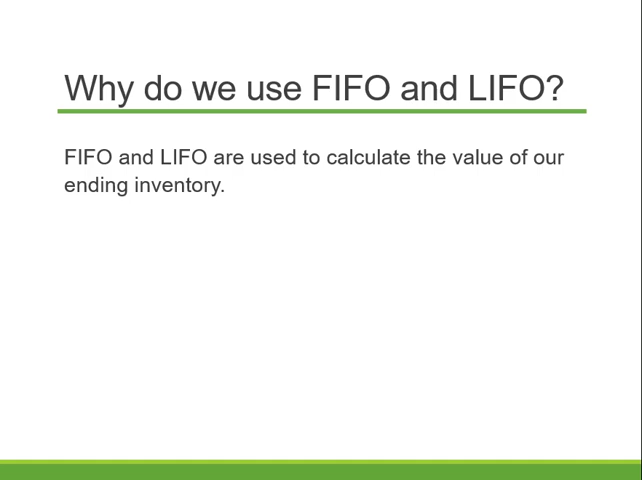 Why do we use FIFO and LIFO?
FIFO and LIFO are used to calculate the value of our
ending inventory.